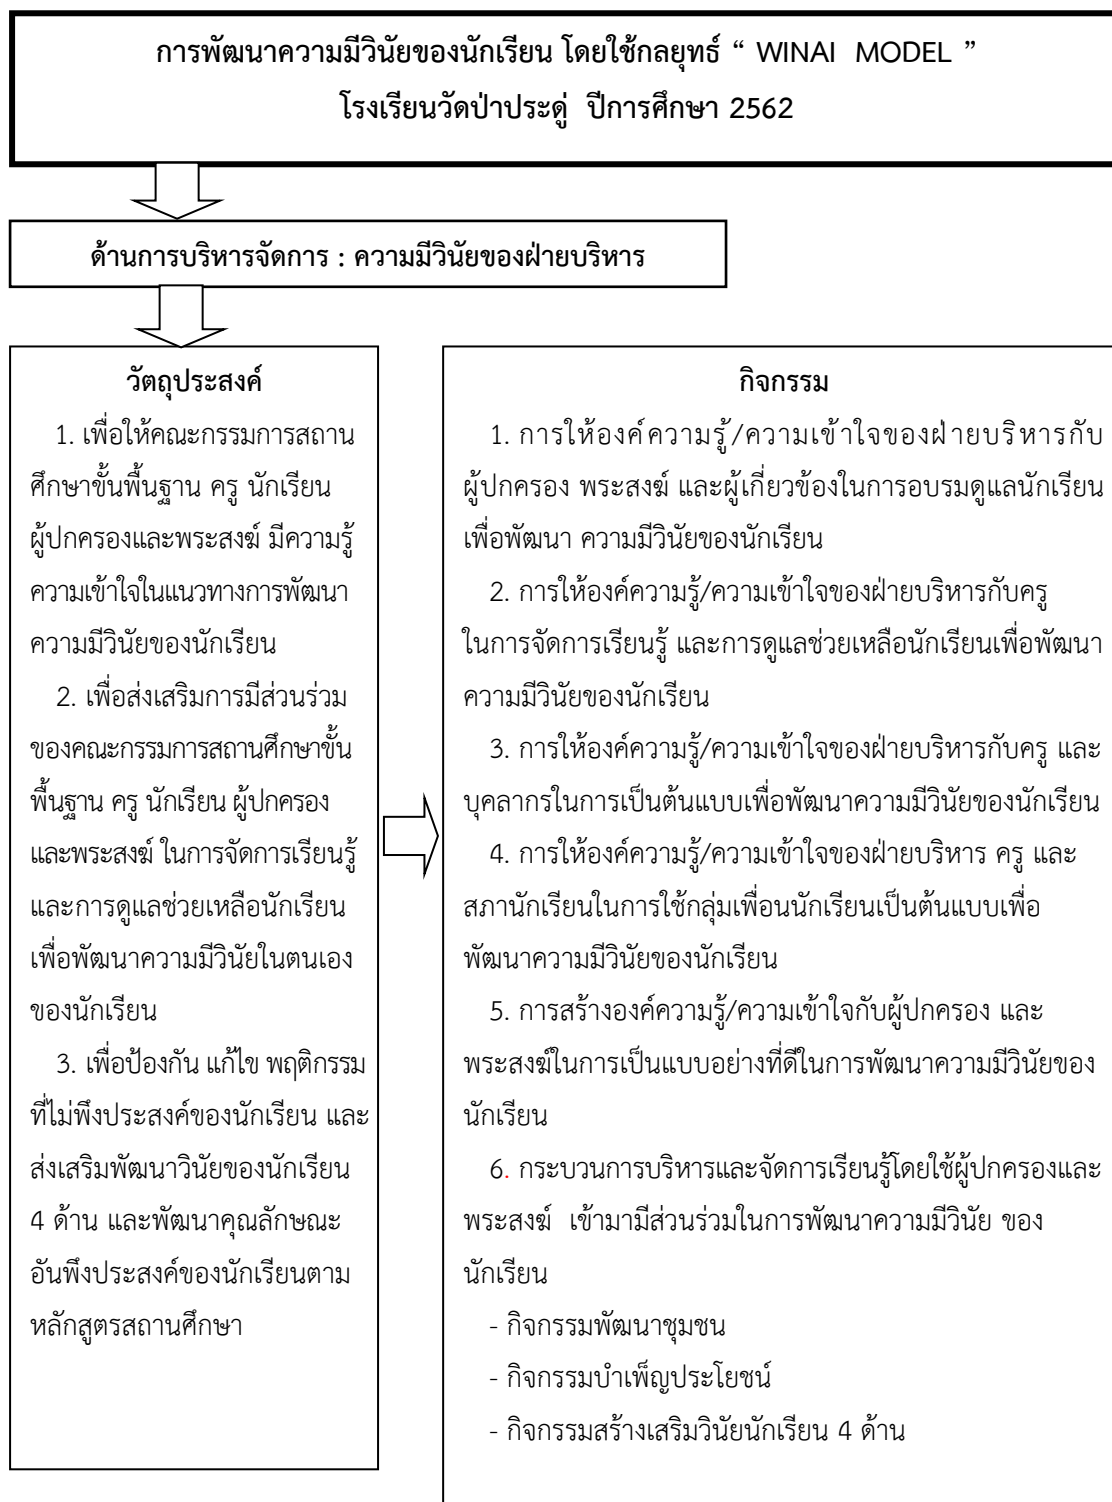 การพัฒนาความมีวินัยของนักเรียน โดยใช้กลยุทธ์ “ WINAI MODEL ”
โรงเรียนวัดป่าประดู่ ปีการศึกษา 2562
ด้านการบริหารจัดการ : ความมีวินัยของฝ่ายบริหาร
วัตถุประสงค์
1. เพื่อให้คณะกรรมการสถาน
ศึกษาขั้นพื้นฐาน ครู นักเรียน
ผู้ปกครองและพระสงฆ์ มีความรู้
ความเข้าใจในแนวทางการพัฒนา
ความมีวินัยของนักเรียน
2. เพื่อส่งเสริมการมีส่วนร่วม
ของคณะกรรมการสถานศึกษาขั้น
พื้นฐาน ครู นักเรียน ผู้ปกครอง
และพระสงฆ์ ในการจัดการเรียนรู้
และการดูแลช่วยเหลือนักเรียน
เพื่อพัฒนาความมีวินัยในตนเอง
ของนักเรียน
3. เพื่อป้องกัน แก้ไข พฤติกรรม
ที่ไม่พึงประสงค์ของนักเรียน และ
ส่งเสริมพัฒนาวินัยของนักเรียน
4 ด้าน และพัฒนาคุณลักษณะ
อันพึงประสงค์ของนักเรียนตาม
หลักสูตรสถานศึกษา
กิจกรรม
1. การให้องค์ความรู้/ความเข้าใจของฝ่ายบริหารกับ
ผู้ปกครอง พระสงฆ์ และผู้เกี่ยวข้องในการอบรมดูแลนักเรียน
เพื่อพัฒนา ความมีวินัยของนักเรียน
2. การให้องค์ความรู้/ความเข้าใจของฝ่ายบริหารกับครู
ในการจัดการเรียนรู้ และการดูแลช่วยเหลือนักเรียนเพื่อพัฒนา
ความมีวินัยของนักเรียน
3. การให้องค์ความรู้/ความเข้าใจของฝ่ายบริหารกับครู และ
บุคลากรในการเป็นต้นแบบเพื่อพัฒนาความมีวินัยของนักเรียน
4. การให้องค์ความรู้/ความเข้าใจของฝ่ายบริหาร ครู และ
สภานักเรียนในการใช้กลุ่มเพื่อนนักเรียนเป็นต้นแบบเพื่อ
พัฒนาความมีวินัยของนักเรียน
5. การสร้างองค์ความรู้/ความเข้าใจกับผู้ปกครอง และ
พระสงฆ์ในการเป็นแบบอย่างที่ดีในการพัฒนาความมีวินัยของ
นักเรียน
6. กระบวนการบริหารและจัดการเรียนรู้โดยใช้ผู้ปกครองและ
พระสงฆ์ เข้ามามีส่วนร่วมในการพัฒนาความมีวินัย ของ
นักเรียน
- กิจกรรมพัฒนาชุมชน
- กิจกรรมบำเพ็ญประโยชน์
- กิจกรรมสร้างเสริมวินัยนักเรียน 4 ด้าน